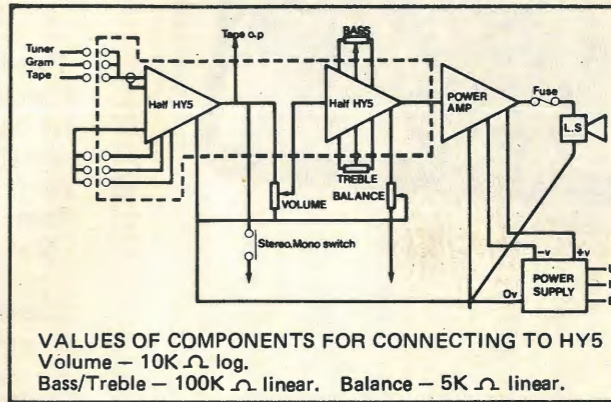 Tape o.p
BASS
Tuner
Gram
Tape
Half HY5
Half HY5
POWER
AMP
Fuse
L.S
VOLUME
TREBLE
BALANCE
Stereo.Mono switch
-v
+v
Ov
POWER
SUPPLY
VALUES OF COMPONENTS FOR CONNECTING TO HY5
Volume — 10K Ω log.
Bass/Treble — 100K Ω linear. Balance — 5K Ω linear.